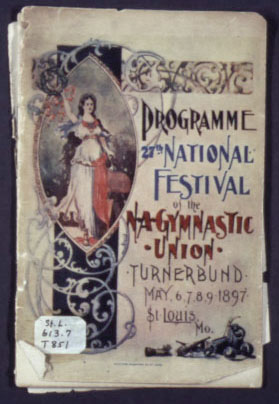 PROGRAMME
27TH NATIONAL
FESTIVAL
of the
N.A. GYMNASTIC
·UNION·
·TURNERBUND·
MAY, 6, 7, 8, 9 1897
St. LOUIS,
Mo.
St. L.
613.7
T851